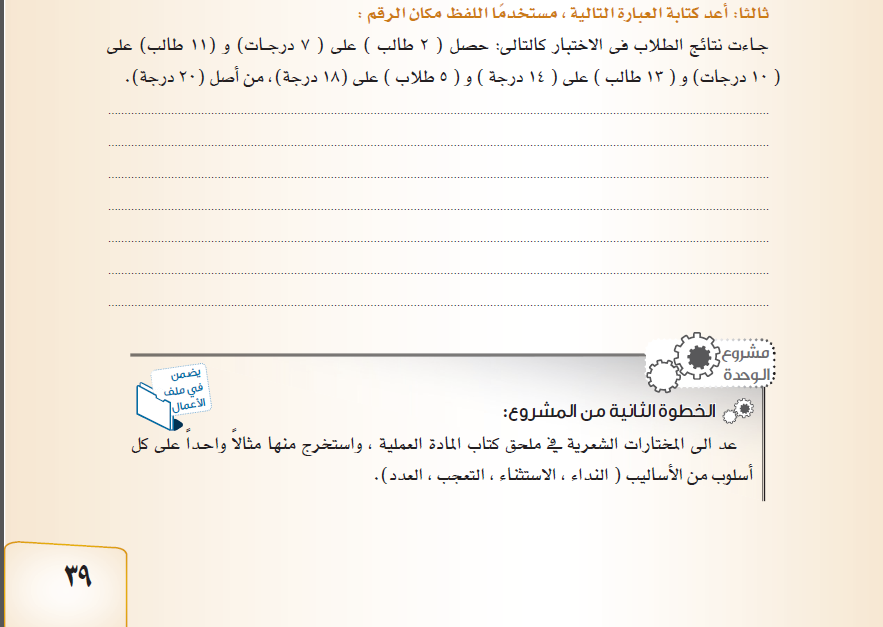 ثالثا: أعد كتابة العبارة التالية ، مستخدمًا اللفظ مكان الرقم :
جاءت نتائج الطلاب فى الاختبار كالتالى: حصل ( ٢ طالب ) على ( ٧ درجات) و (١١ طالب) على
( ١٠ درجات) و ( ١٣ طالب ) على ( ١٤ درجة ) و ( ٥ طلاب ) على (١٨ درجة)، من أصل (٢٠ درجة).
مشروع
الوحدة
يضمن
في ملف
الأعمال
الخطوة الثانية من المشروع:
عد الى المختارات الشعرية في ملحق كتاب المادة العملية ، واستخرج منها مثالاً واحداً على كل
أسلوب من الأساليب ( النداء ، الاستثناء ، التعجب ، العدد).
٣٩